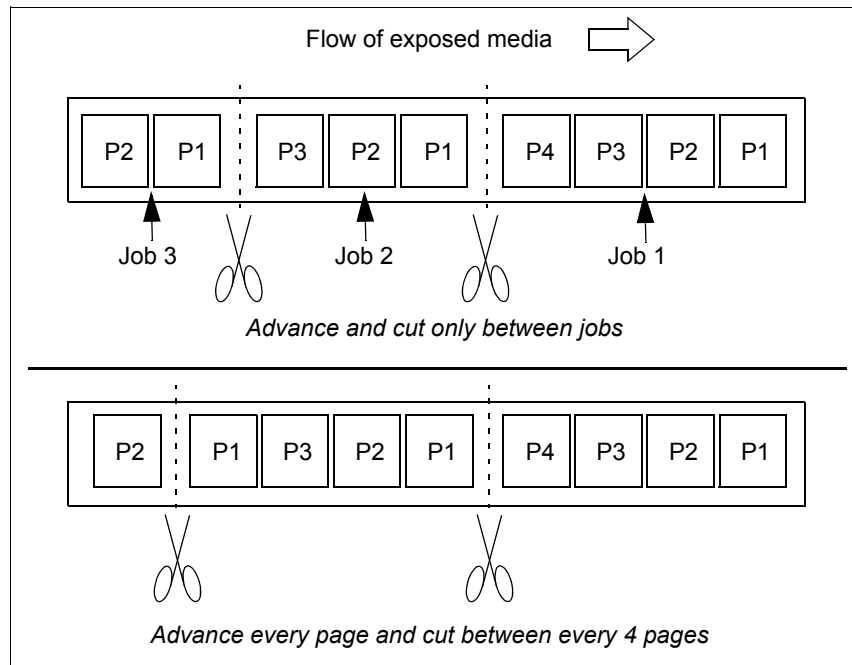 Flow of exposed media
P2 P1 P3 P2 P1 P4 P3 P2 P1
Job 3 Job 2 Job 1
Advance and cut only between jobs
P2 P1 P3 P2 P1 P4 P3 P2 P1
Advance every page and cut between every 4 pages